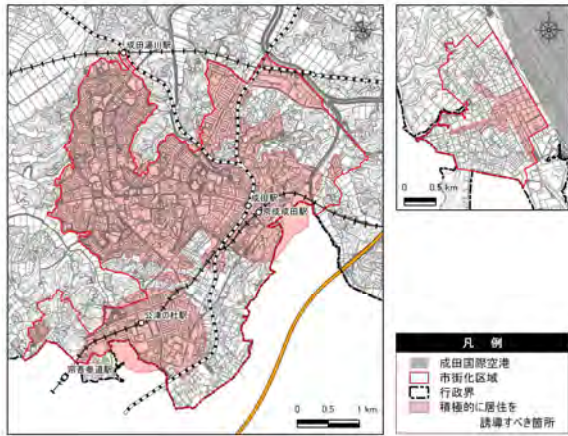 成田湯川駅
成田駅
京成成田駅
公津の杜駅
宗吾参道駅
0 0.5 1 km
0 0.5 km
凡 例
成田国際空港
市街化区域
行政界
積極的に居住を
誘導すべき箇所